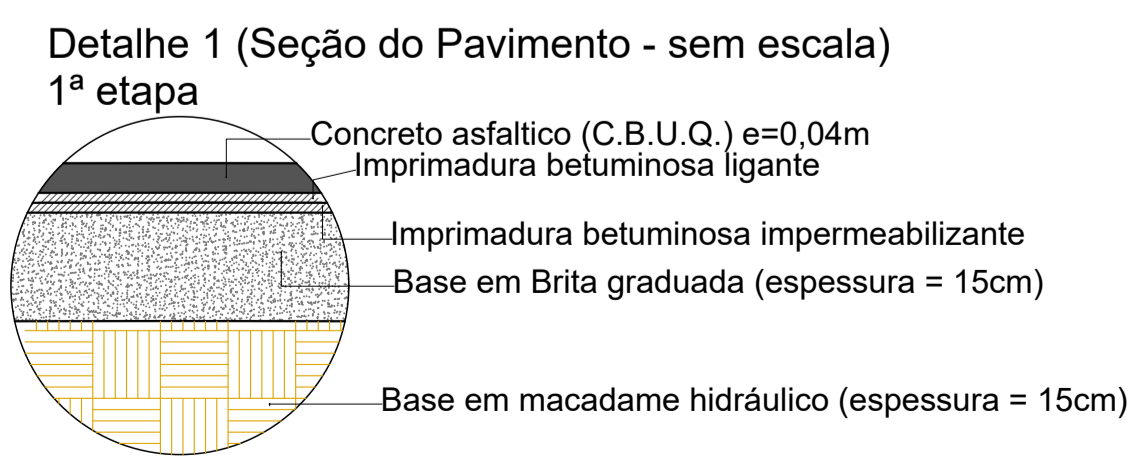 Detalhe 1 (Seção do Pavimento - sem escala)
1ª etapa
Concreto asfaltico (C.B.U.Q.) e=0,04m
Imprimadura betuminosa ligante
Imprimadura betuminosa impermeabilizante
Base em Brita graduada (espessura = 15cm)
Base em macadame hidráulico (espessura = 15cm)